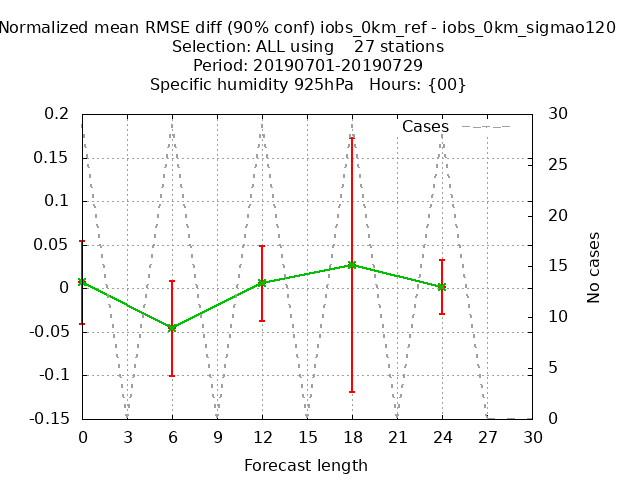 Normalized mean RMSE diff (90% conf) iobs_0km_ref - iobs_0km_sigmao120
Selection: ALL using    27 stations
Period: 20190701-20190729
Specific humidity 925hPa   Hours: {00}
Cases
0.2
0.15
0.1
0.05
0
-0.05
-0.1
-0.15
30
25
20
15
10
5
0
No cases
0 3 6 9 12 15 18 21 24 27 30
Forecast length